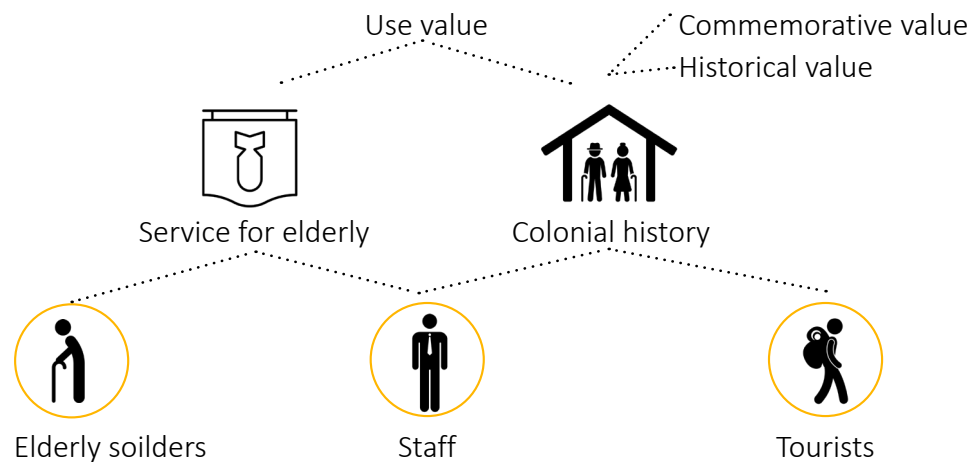 Use value
Commemorative value
Historical value
Service for elderly
Colonial history
Elderly soilders
Staff
Tourists